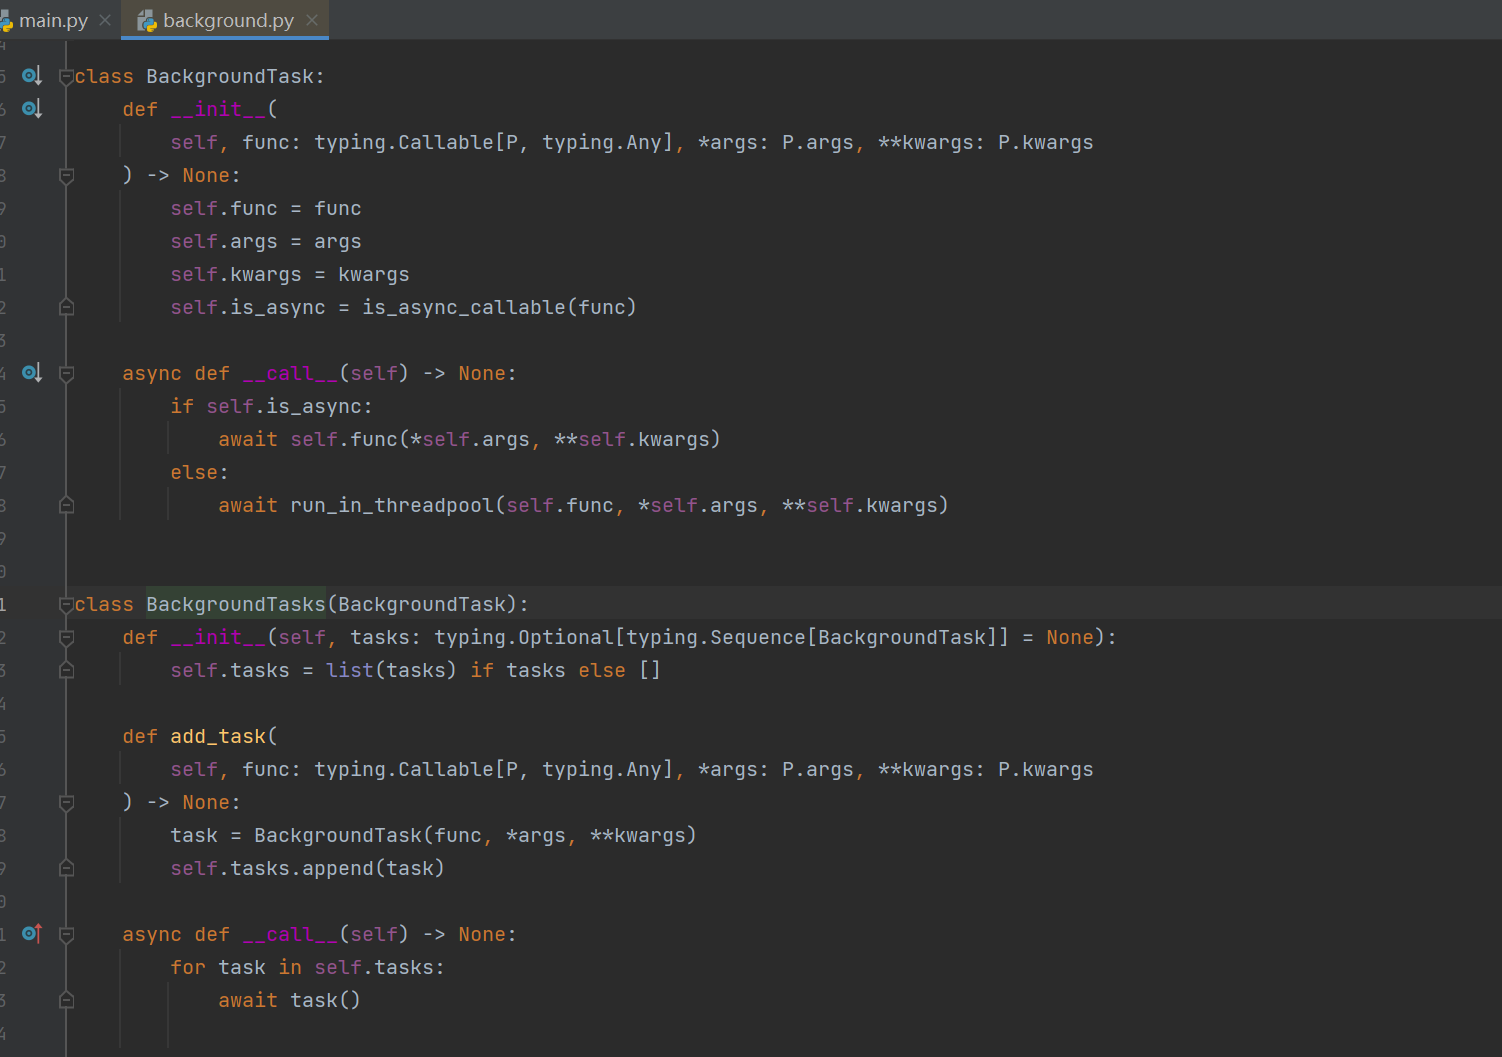 main.py background.py
class BackgroundTask:
    def __init__(
        self, func: typing.Callable[P, typing.Any], *args: P.args, **kwargs: P.kwargs
    ) -> None:
        self.func = func
        self.args = args
        self.kwargs = kwargs
        self.is_async = is_async_callable(func)
    async def __call__(self) -> None:
        if self.is_async:
            await self.func(*self.args, **self.kwargs)
        else:
            await run_in_threadpool(self.func, *self.args, **self.kwargs)
class BackgroundTasks(BackgroundTask):
    def __init__(self, tasks: typing.Optional[typing.Sequence[BackgroundTask]] = None):
        self.tasks = list(tasks) if tasks else []
    def add_task(
        self, func: typing.Callable[P, typing.Any], *args: P.args, **kwargs: P.kwargs
    ) -> None:
        task = BackgroundTask(func, *args, **kwargs)
        self.tasks.append(task)
    async def __call__(self) -> None:
        for task in self.tasks:
            await task()